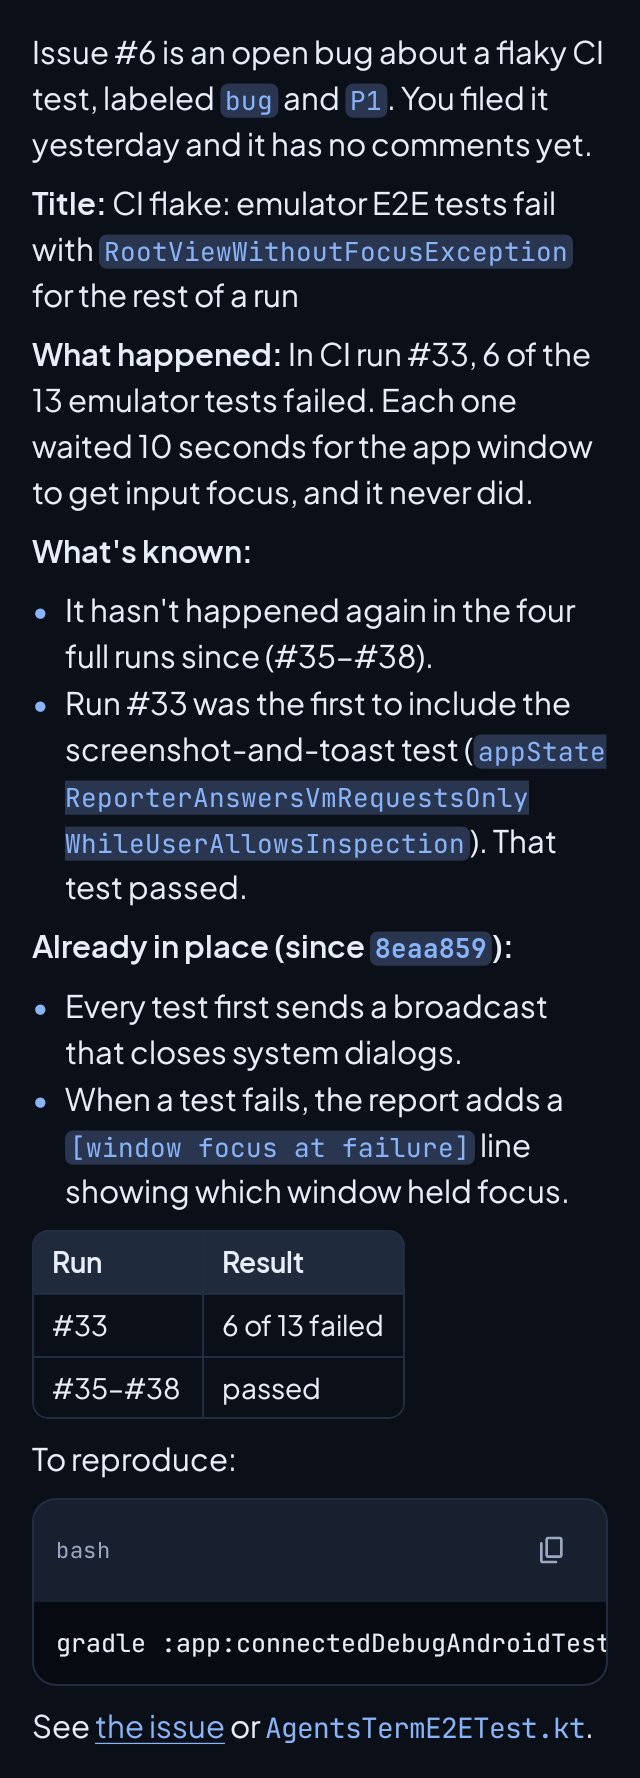 Issue #6 is an open bug about a flaky CI
test, labeled bug and P1. You filed it
yesterday and it has no comments yet.
Title: CI flake: emulator E2E tests fail
with RootViewWithoutFocusException
for the rest of a run
What happened: In CI run #33, 6 of the
13 emulator tests failed. Each one
waited 10 seconds for the app window
to get input focus, and it never did.
What's known:
• It hasn't happened again in the four
full runs since (#35–#38).
• Run #33 was the first to include the
screenshot-and-toast test (appState
ReporterAnswersVmRequestsOnly
WhileUserAllowsInspection). That
test passed.
Already in place (since 8eaa859):
• Every test first sends a broadcast
that closes system dialogs.
• When a test fails, the report adds a
[window focus at failure] line
showing which window held focus.
Run Result
#33 6 of 13 failed
#35–#38 passed
To reproduce:
bash
gradle :app:connectedDebugAndroidTest
See the issue or AgentsTermE2ETest.kt.